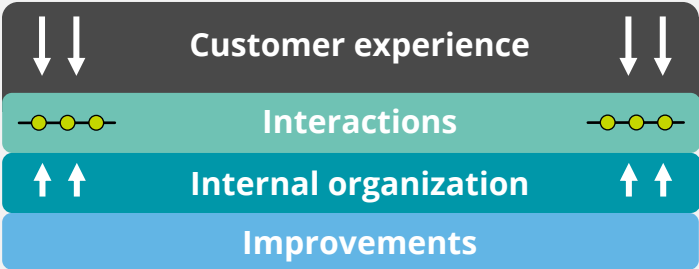 Customer experience
Interactions
Internal organization
Improvements